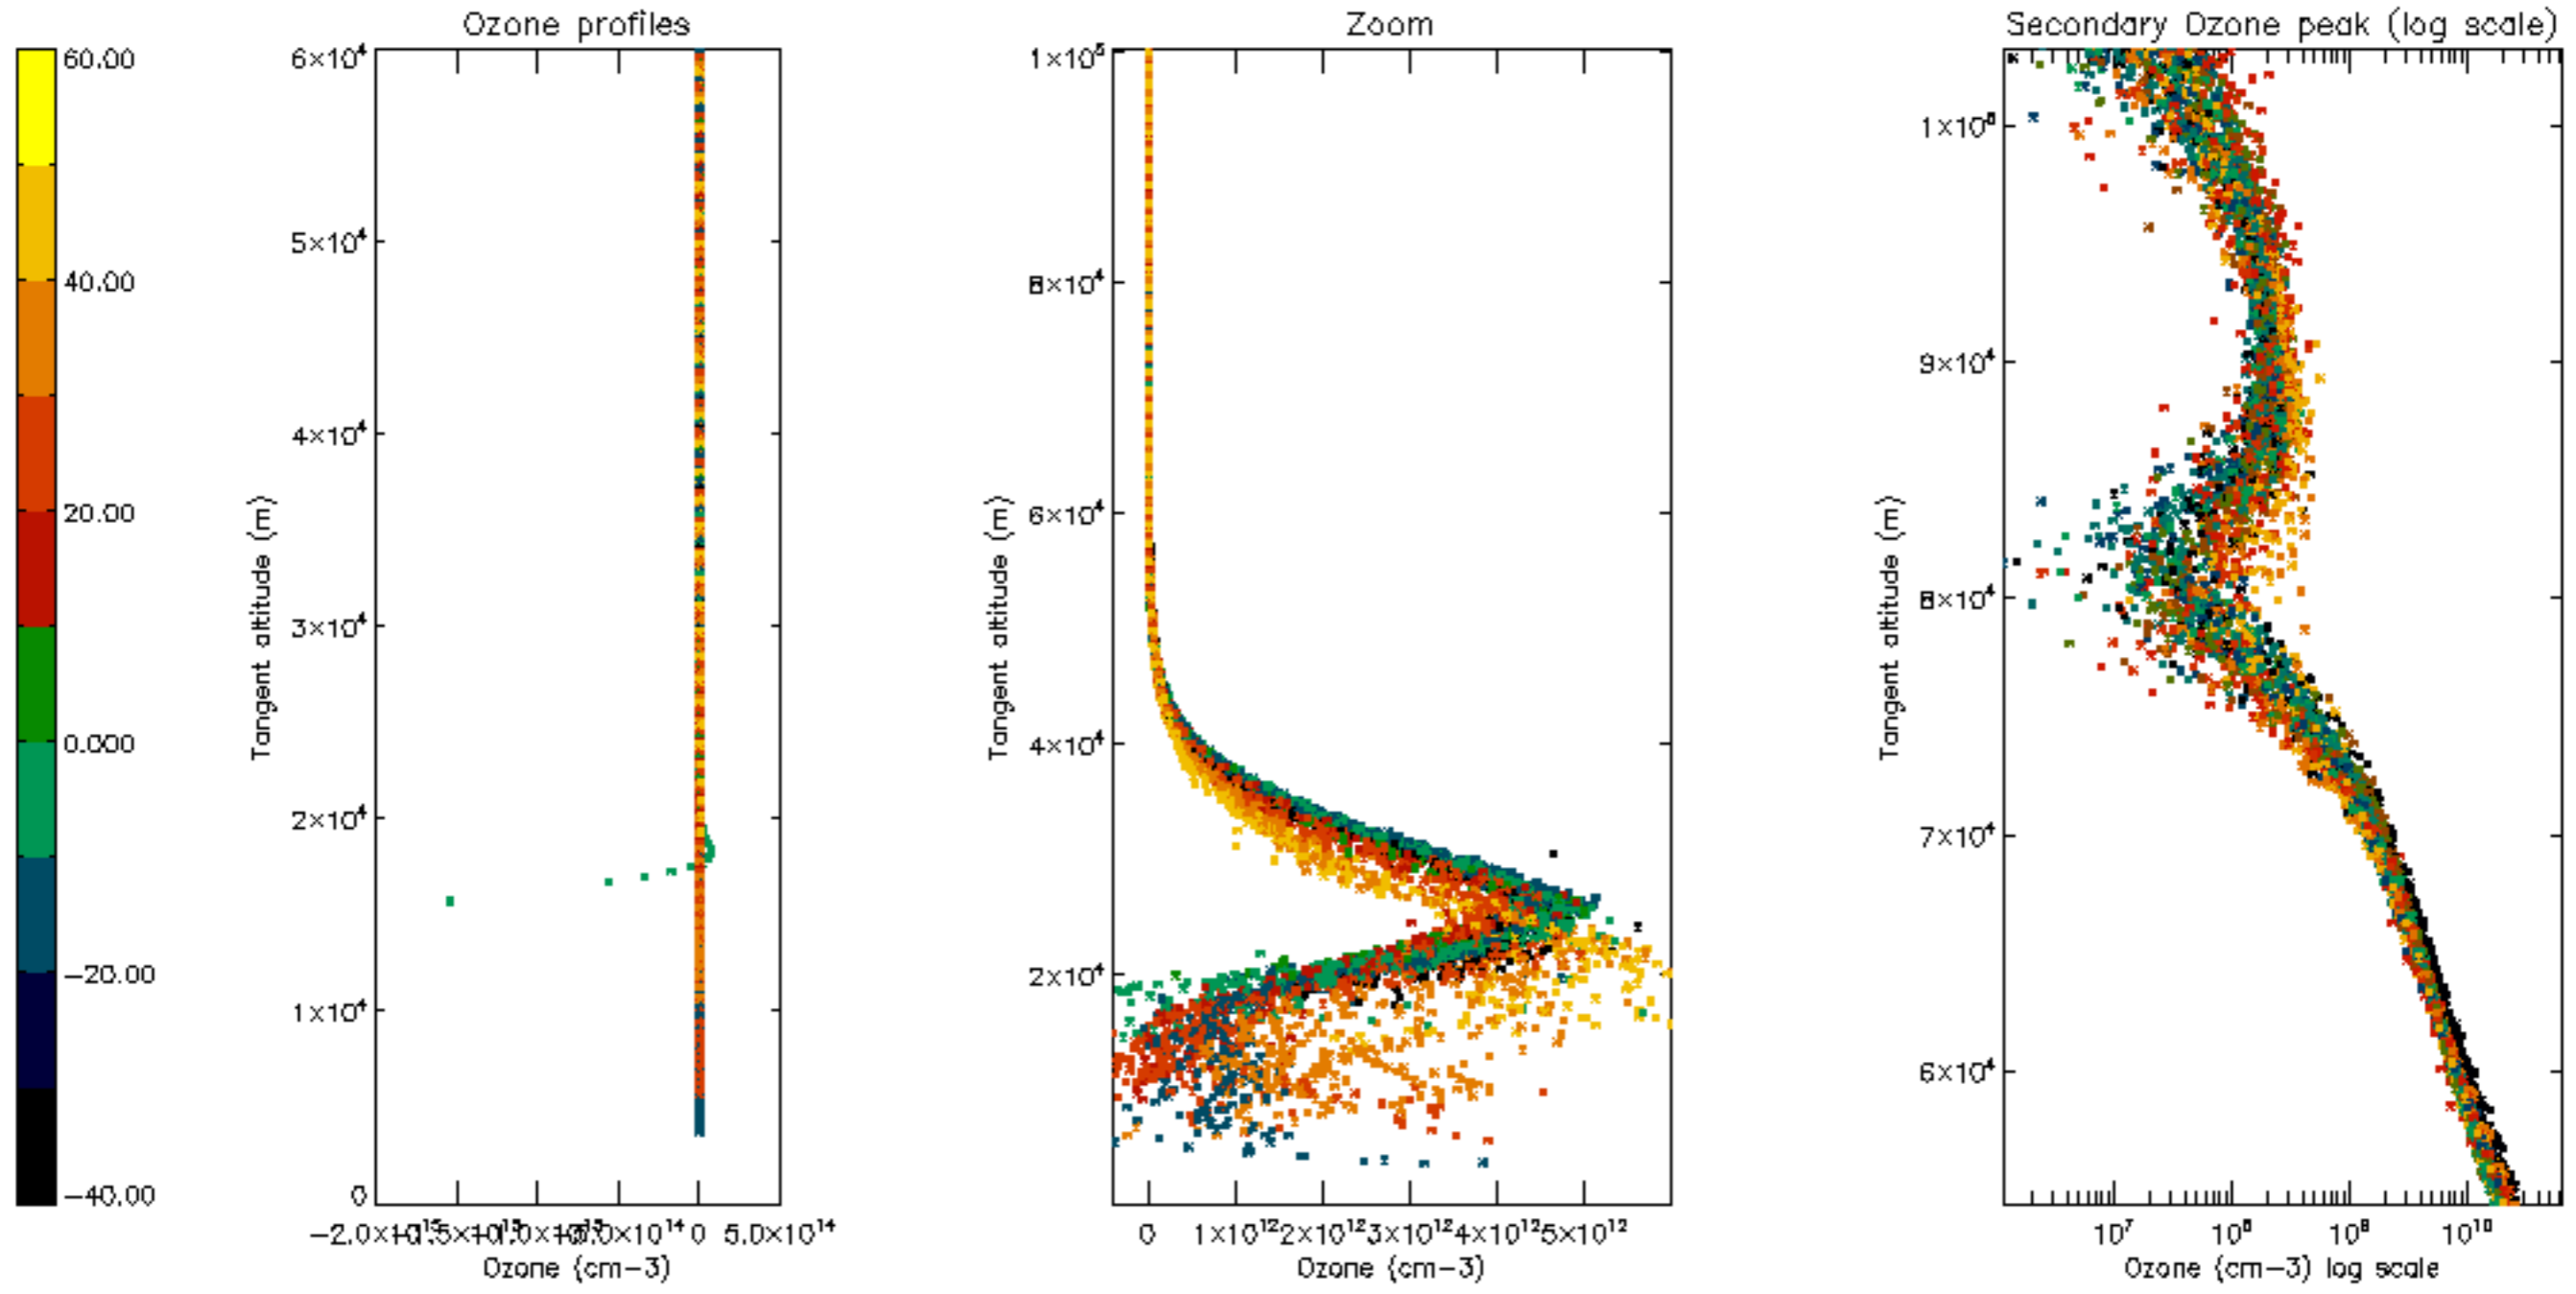 Ozone profiles
60.00
40.00
20.00
0.000
−20.00
−40.00
6×10⁴
5×10⁴
4×10⁴
3×10⁴
2×10⁴
1×10⁴
0
Tangent altitude (m)
0 5.0×10¹⁴
Ozone (cm−3)
Zoom
1×10⁵
8×10⁴
6×10⁴
4×10⁴
2×10⁴
Tangent altitude (m)
0 1×10¹² 2×10¹² 3×10¹² 4×10¹² 5×10¹²
Ozone (cm−3)
Secondary Ozone peak (log scale)
1×10⁵
9×10⁴
8×10⁴
7×10⁴
6×10⁴
Tangent altitude (m)
10⁷ 10⁸ 10⁹ 10¹⁰
Ozone (cm−3) log scale